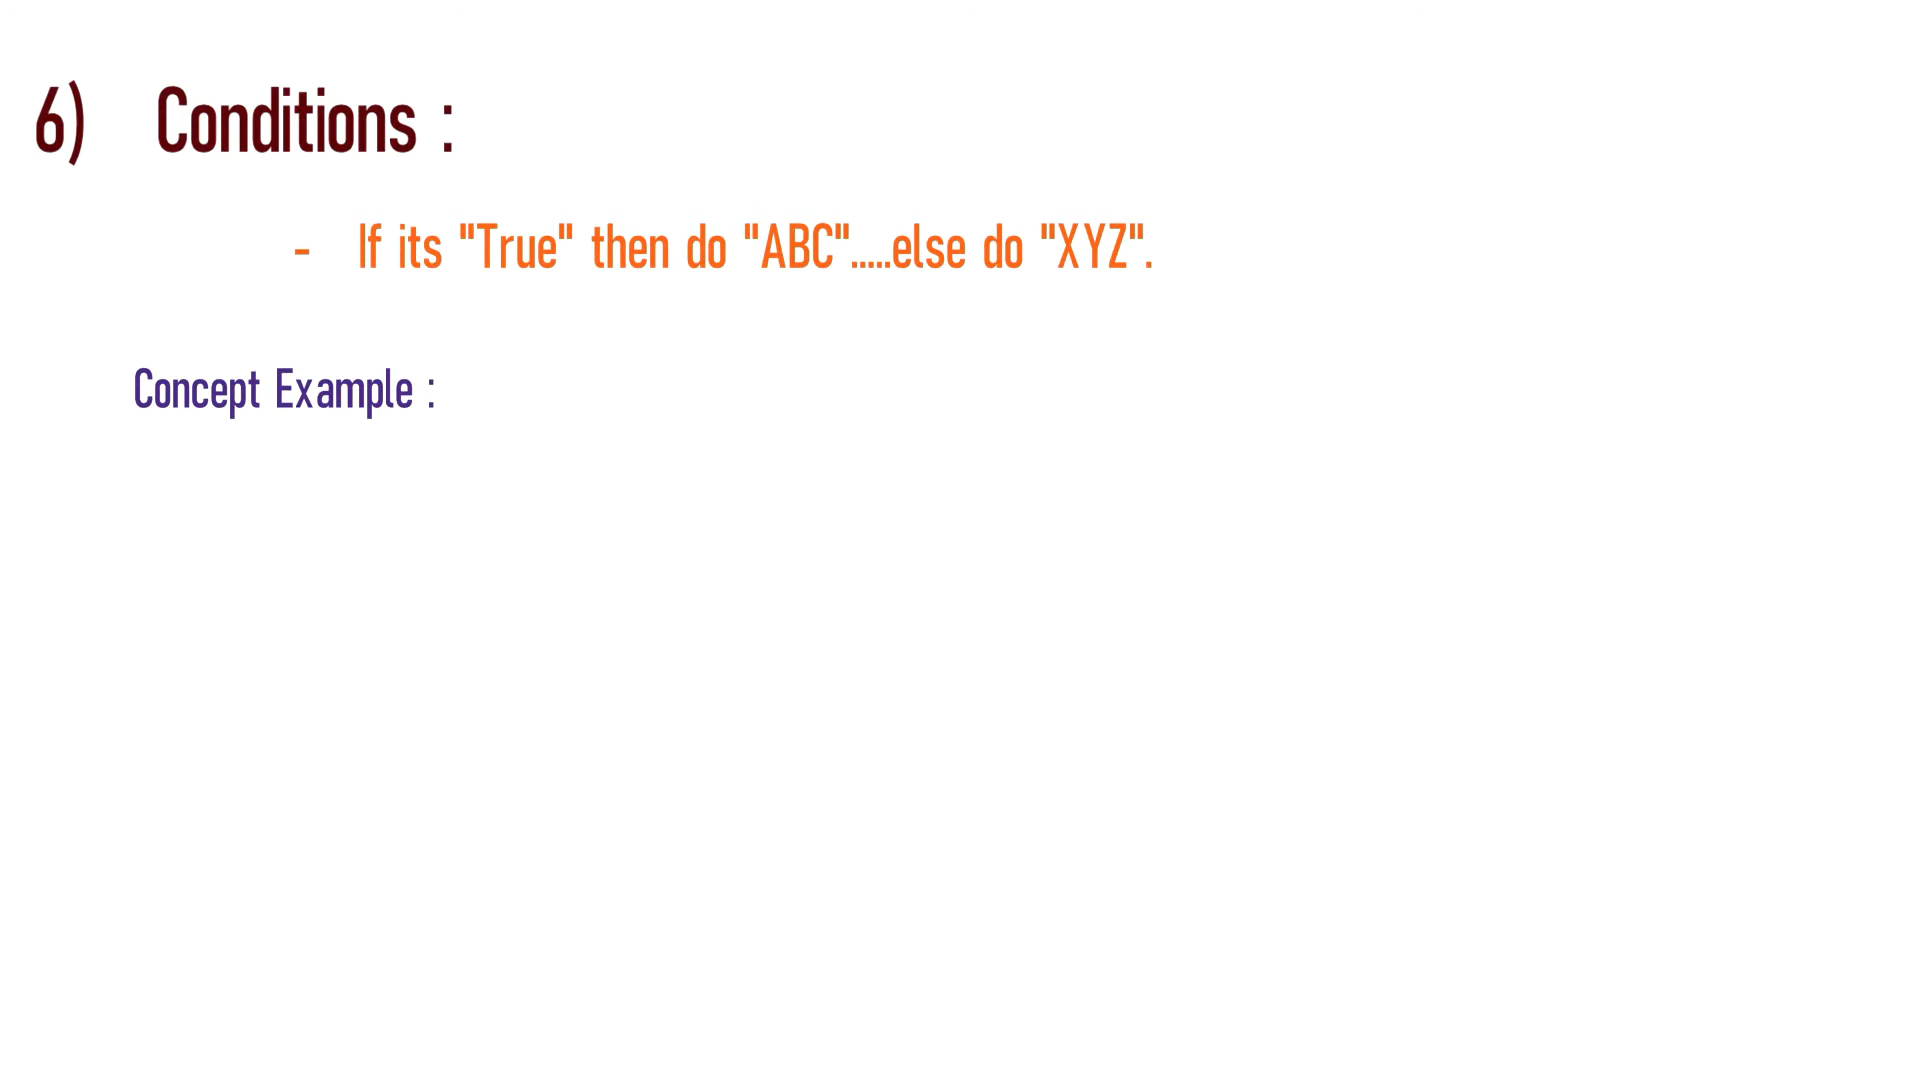 6) Conditions :
- If its "True" then do "ABC".....else do "XYZ".
Concept Example :